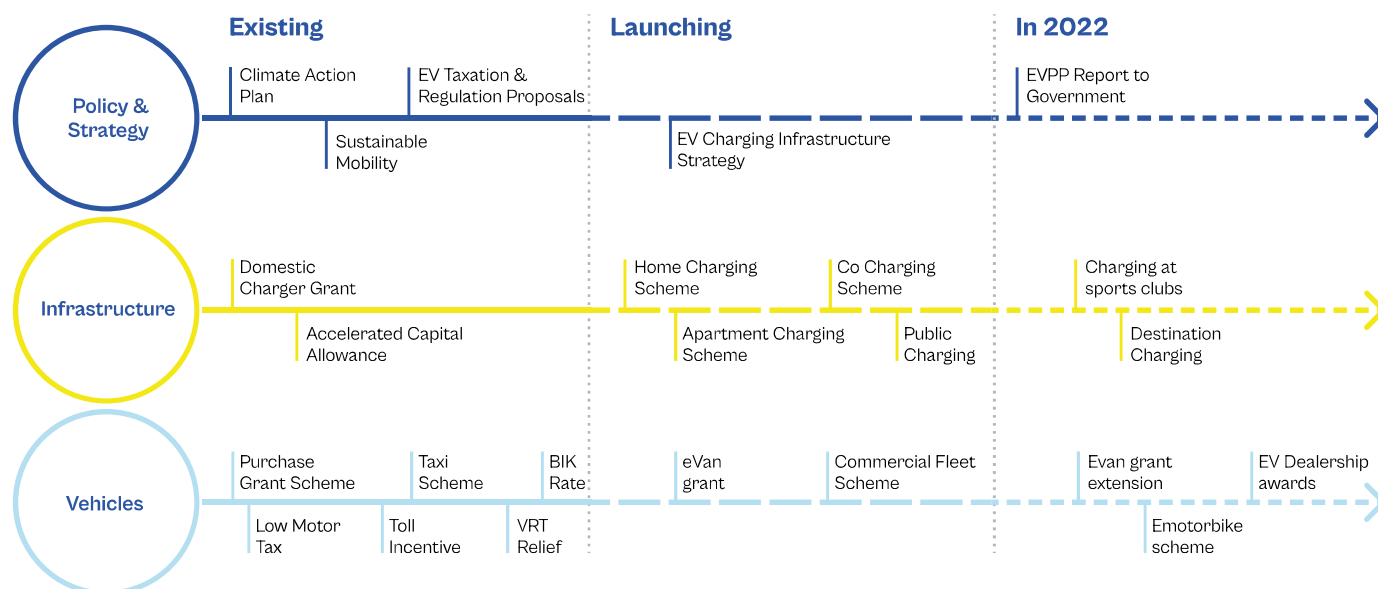 Existing
Launching
In 2022
Policy &
Strategy
Climate Action
Plan
EV Taxation &
Regulation Proposals
Sustainable
Mobility
EV Charging Infrastructure
Strategy
EVPP Report to
Government
Infrastructure
Domestic
Charger Grant
Accelerated Capital
Allowance
Home Charging
Scheme
Apartment Charging
Scheme
Co Charging
Scheme
Public
Charging
Charging at
sports clubs
Destination
Charging
Vehicles
Purchase
Grant Scheme
Low Motor
Tax
Taxi
Scheme
Toll
Incentive
BIK
Rate
VRT
Relief
eVan
grant
Commercial Fleet
Scheme
Evan grant
extension
Emotorbike
scheme
EV Dealership
awards